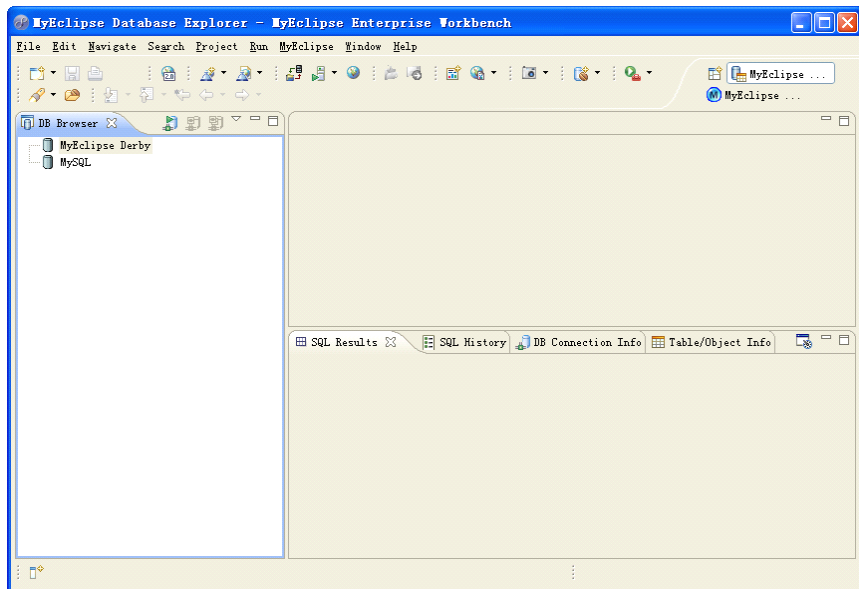 MyEclipse Database Explorer - MyEclipse Enterprise Workbench
File Edit Navigate Search Project Run MyEclipse Window Help
MyEclipse ...
MyEclipse ...
DB Browser
MyEclipse Derby
MySQL
SQL Results SQL History DB Connection Info Table/Object Info